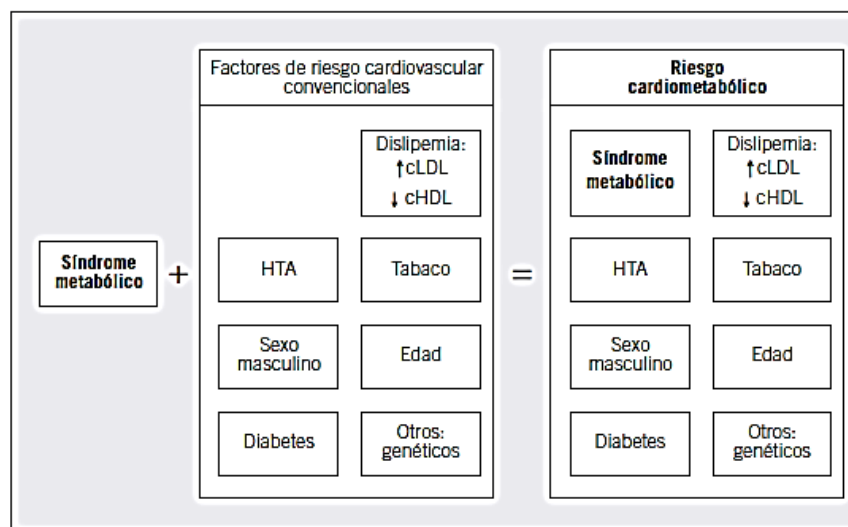 Síndrome
metabólico
+
Factores de riesgo cardiovascular
convencionales
Dislipemia:
↑cLDL
↓ cHDL
HTA
Tabaco
Sexo
masculino
Edad
Diabetes
Otros:
genéticos
=
Riesgo
cardiometabólico
Síndrome
metabólico
Dislipemia:
↑cLDL
↓ cHDL
HTA
Tabaco
Sexo
masculino
Edad
Diabetes
Otros:
genéticos